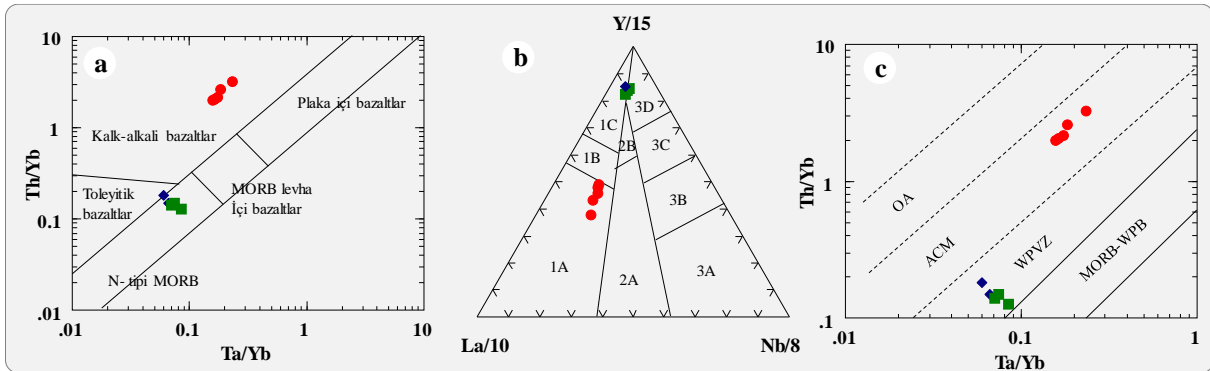 a
10
1
0.1
.01
Th/Yb
Kalk-alkali bazaltlar
Plaka içi bazaltlar
Toleyitik
bazaltlar
MORB levha
İçi bazaltlar
N- tipi MORB
.01
0.1
1
10
Ta/Yb
b
Y/15
3D
1C
2B
3C
1B
3B
1A
2A
3A
La/10
Nb/8
c
10
1
.1
Th/Yb
OA
ACM
WPVZ
MORB-WPB
0.01
0.1
1
Ta/Yb